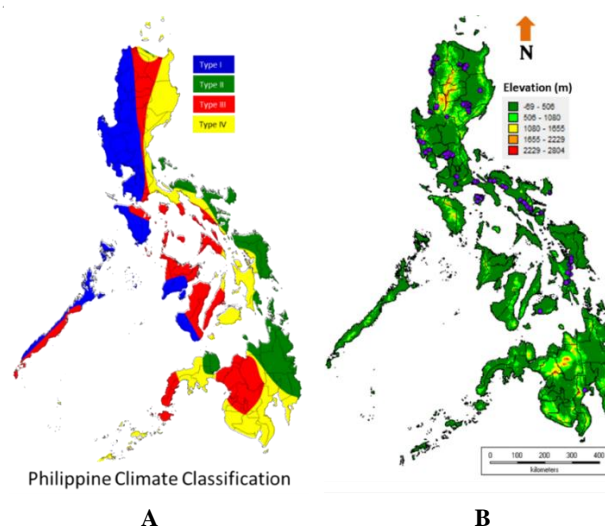 Type I
Type II
Type III
Type IV
Philippine Climate Classification
A
N
Elevation (m)
-69 - 506
506 - 1080
1080 - 1655
1655 - 2229
2229 - 2804
0 100 200 300 400
kilometers
B